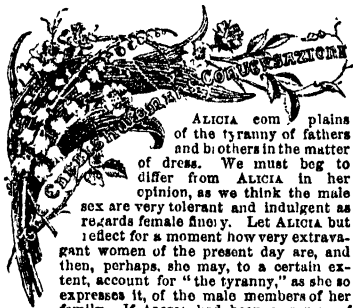 CONVERSAZIONE
ALICIA com plains
of the tyranny of fathers
and brothers in the matter
of dress. We must beg to
differ from ALICIA in her
opinion, as we think the male
sex are very tolerant and indulgent as
regards female finery. Let ALICIA but
reflect for a moment how very extrava-
gant women of the present day are, and
then, perhaps, she may, to a certain ex-
tent, account for "the tyranny," as she so
expresses it, of the male members of her